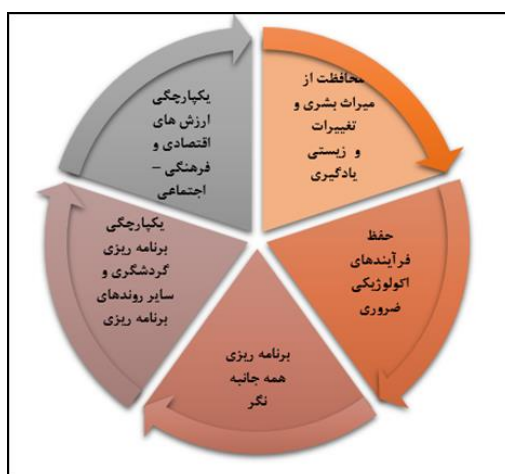 محافظت از
میراث بشری و
تغییرات
و زیستی
یادگیری
حفظ
فرآیندهای
اکولوژیکی
ضروری
برنامه ریزی
همه جانبه
نگر
یکپارچگی
برنامه ریزی
گردشگری و
سایر روندهای
برنامه ریزی
یکپارچگی
ارزش های
اقتصادی و
فرهنگی –
اجتماعی